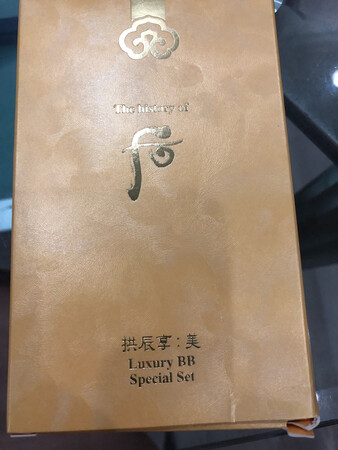 The history of
后
拱辰享:美
Luxury BB
Special Set